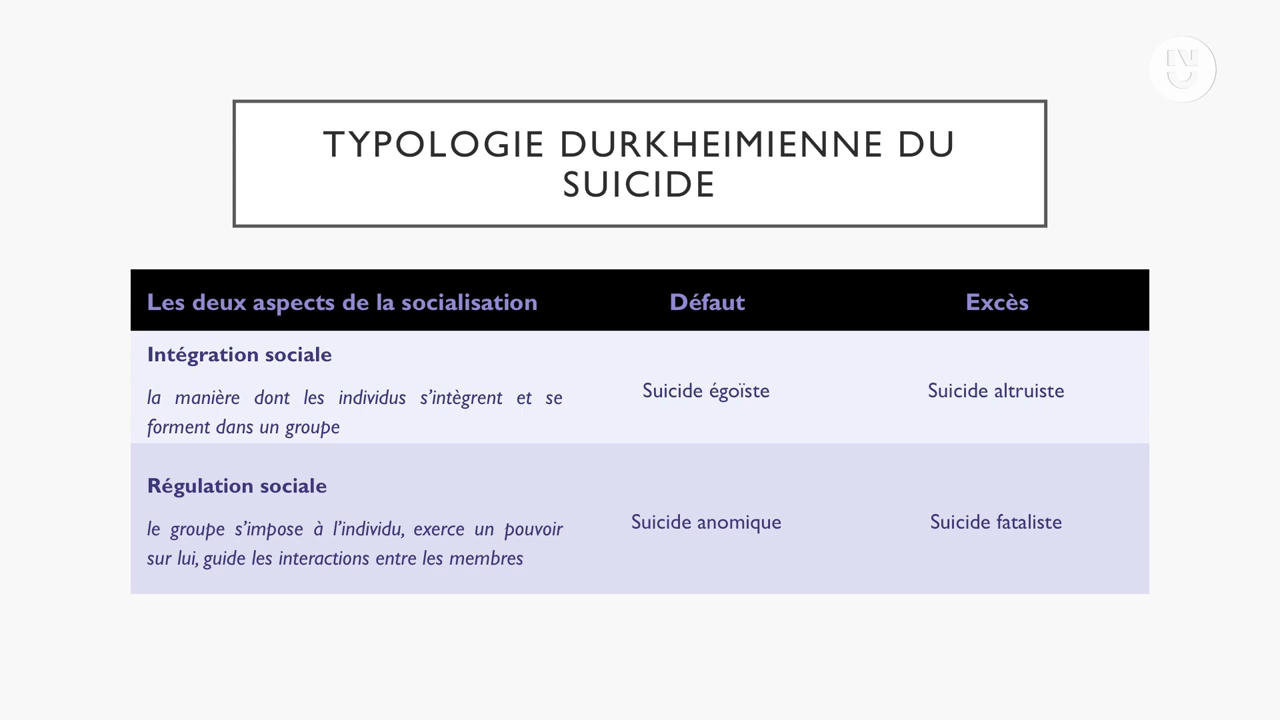 TYPOLOGIE DURKHEIMIENNE DU
SUICIDE
Les deux aspects de la socialisation Défaut Excès
Intégration sociale
la manière dont les individus s’intègrent et se
forment dans un groupe
Suicide égoïste Suicide altruiste
Régulation sociale
le groupe s’impose à l’individu, exerce un pouvoir
sur lui, guide les interactions entre les membres
Suicide anomique Suicide fataliste